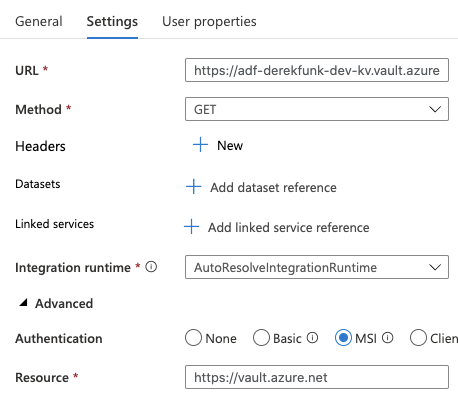 General Settings User properties
URL * https://adf-derekfunk-dev-kv.vault.azure
Method * GET
Headers New
Datasets Add dataset reference
Linked services Add linked service reference
Integration runtime * AutoResolveIntegrationRuntime
Advanced
Authentication None Basic MSI Clien
Resource * https://vault.azure.net